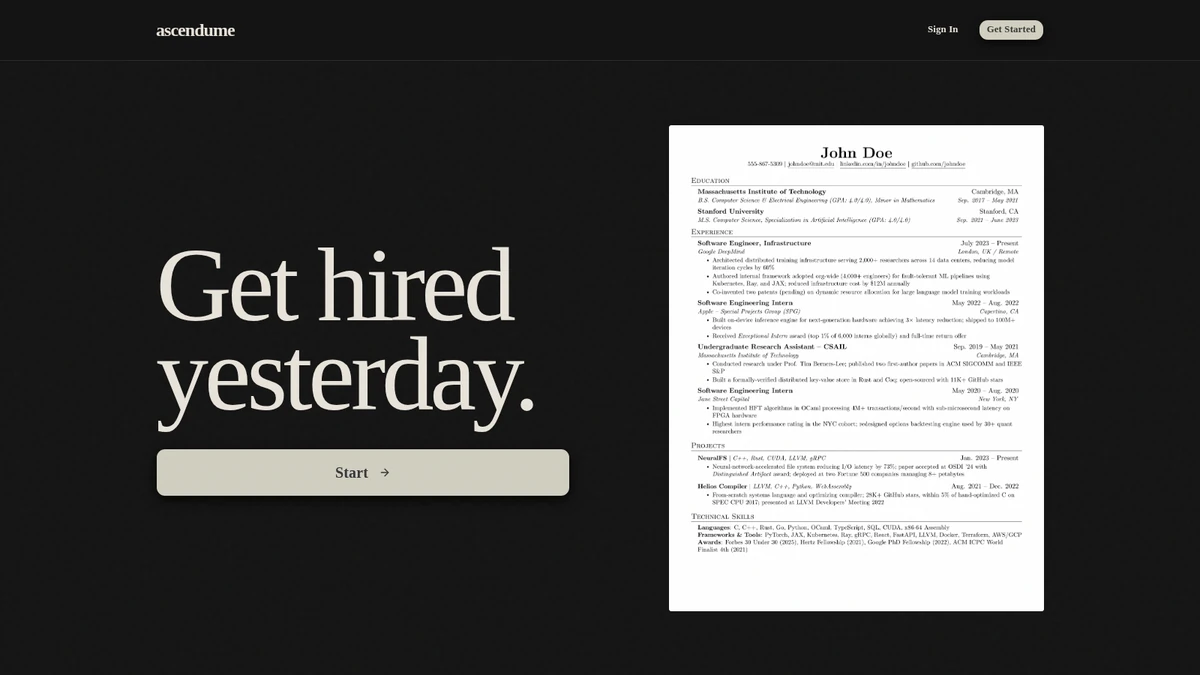 ascendume
Sign In
Get Started
Get hired
yesterday.
Start →
John Doe
555-867-5309 | johndoe@mit.edu linkedin.com/in/johndoe | github.com/johndoe
Education
Massachusetts Institute of Technology Cambridge, MA
B.S. Computer Science & Electrical Engineering (GPA: 4.0/4.0), Minor in Mathematics Sep. 2017 – May 2021
Stanford University Stanford, CA
M.S. Computer Science, Specialization in Artificial Intelligence (GPA: 4.0/4.0) Sep. 2021 – June 2023
Experience
Software Engineer, Infrastructure July 2023 – Present
Google DeepMind London, UK / Remote
• Architected distributed training infrastructure serving 2,000+ researchers across 14 data centers, reducing model
iteration cycles by 60%
• Authored internal framework adopted org-wide (4,000+ engineers) for fault-tolerant ML pipelines using
Kubernetes, Ray, and JAX; reduced infrastructure cost by $12M annually
• Co-invented two patents (pending) on dynamic resource allocation for large language model training workloads
Software Engineering Intern May 2022 – Aug. 2022
Apple – Special Projects Group (SPG) Cupertino, CA
• Built on-device inference engine for next-generation hardware achieving 3× latency reduction; shipped to 100M+
devices
• Received Exceptional Intern award (top 1% of 6,000 interns globally) and full-time return offer
Undergraduate Research Assistant – CSAIL Sep. 2019 – May 2021
Massachusetts Institute of Technology Cambridge, MA
• Conducted research under Prof. Tim Berners-Lee; published two first-author papers in ACM SIGCOMM and IEEE
S&P
• Built a formally-verified distributed key-value store in Rust and Coq; open-sourced with 11K+ GitHub stars
Software Engineering Intern May 2020 – Aug. 2020
Jane Street Capital New York, NY
• Implemented HFT algorithms in OCaml processing 4M+ transactions/second with sub-microsecond latency on
FPGA hardware
• Highest intern performance rating in the NYC cohort; redesigned options backtesting engine used by 30+ quant
researchers
Projects
NeuralFS | C++, Rust, CUDA, LLVM, gRPC Jan. 2023 – Present
• Neural-network-accelerated file system reducing I/O latency by 73%; paper accepted at OSDI '24 with
Distinguished Artifact award; deployed at two Fortune 500 companies managing 8+ petabytes
Helios Compiler | LLVM, C++, Python, WebAssembly Aug. 2021 – Dec. 2022
• From-scratch systems language and optimizing compiler; 28K+ GitHub stars, within 5% of hand-optimized C on
SPEC CPU 2017; presented at LLVM Developers' Meeting 2022
Technical Skills
Languages: C, C++, Rust, Go, Python, OCaml, TypeScript, SQL, CUDA, x86-64 Assembly
Frameworks & Tools: PyTorch, JAX, Kubernetes, Ray, gRPC, React, FastAPI, LLVM, Docker, Terraform, AWS/GCP
Awards: Forbes 30 Under 30 (2025), Hertz Fellowship (2021), Google PhD Fellowship (2022), ACM ICPC World
Finalist 4th (2021)